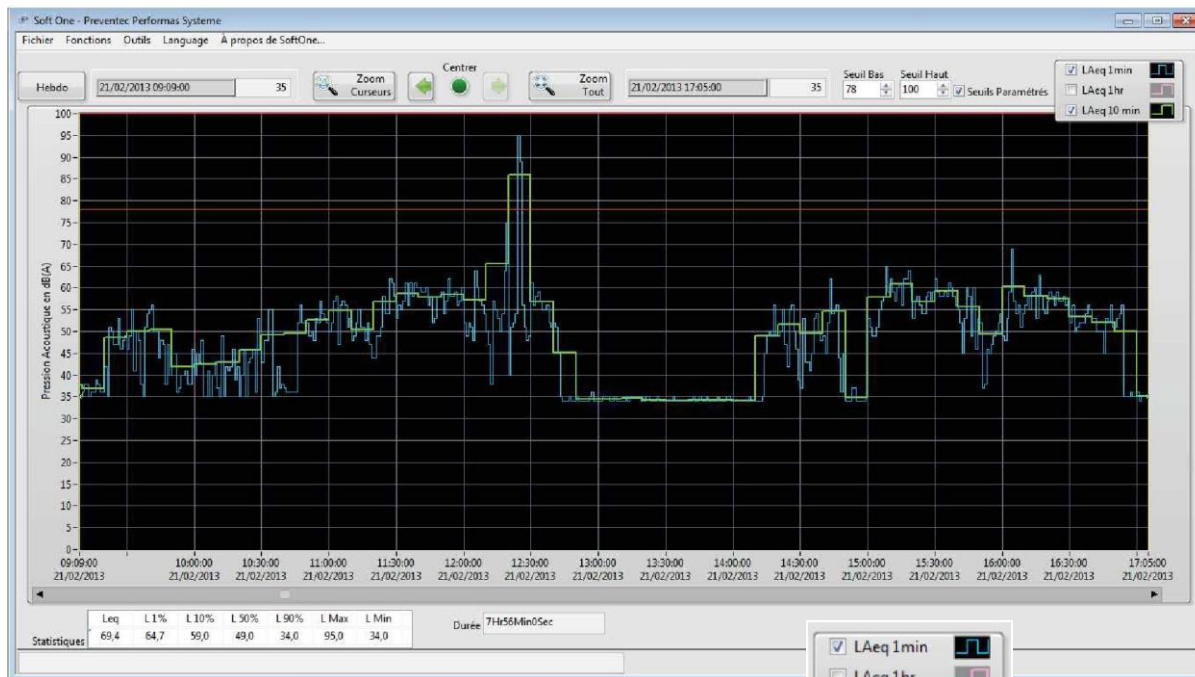 Soft One - Preventec Performas Systeme
Fichier Fonctions Outils Language À propos de SoftOne...
Hebdo 21/02/2013 09:09:00 35 Zoom Curseurs Centrer Zoom Tout 21/02/2013 17:05:00 35 Seuil Bas 78 Seuil Haut 100 Seuils Paramétrés
LAeq 1min
LAeq 1hr
LAeq 10 min
Pression Acoustique en dB(A)
100
95
90
85
80
75
70
65
60
55
50
45
40
35
30
25
20
15
10
5
0
09:09:00 10:00:00 10:30:00 11:00:00 11:30:00 12:00:00 12:30:00 13:00:00 13:30:00 14:00:00 14:30:00 15:00:00 15:30:00 16:00:00 16:30:00 17:05:00
21/02/2013 21/02/2013 21/02/2013 21/02/2013 21/02/2013 21/02/2013 21/02/2013 21/02/2013 21/02/2013 21/02/2013 21/02/2013 21/02/2013 21/02/2013 21/02/2013 21/02/2013 21/02/2013
Leq L 1% L 10% L 50% L 90% L Max L Min
Statistiques 69,4 64,7 59,0 49,0 34,0 95,0 34,0
Durée 7Hr56Min0Sec
LAeq 1min
LAeq 1hr